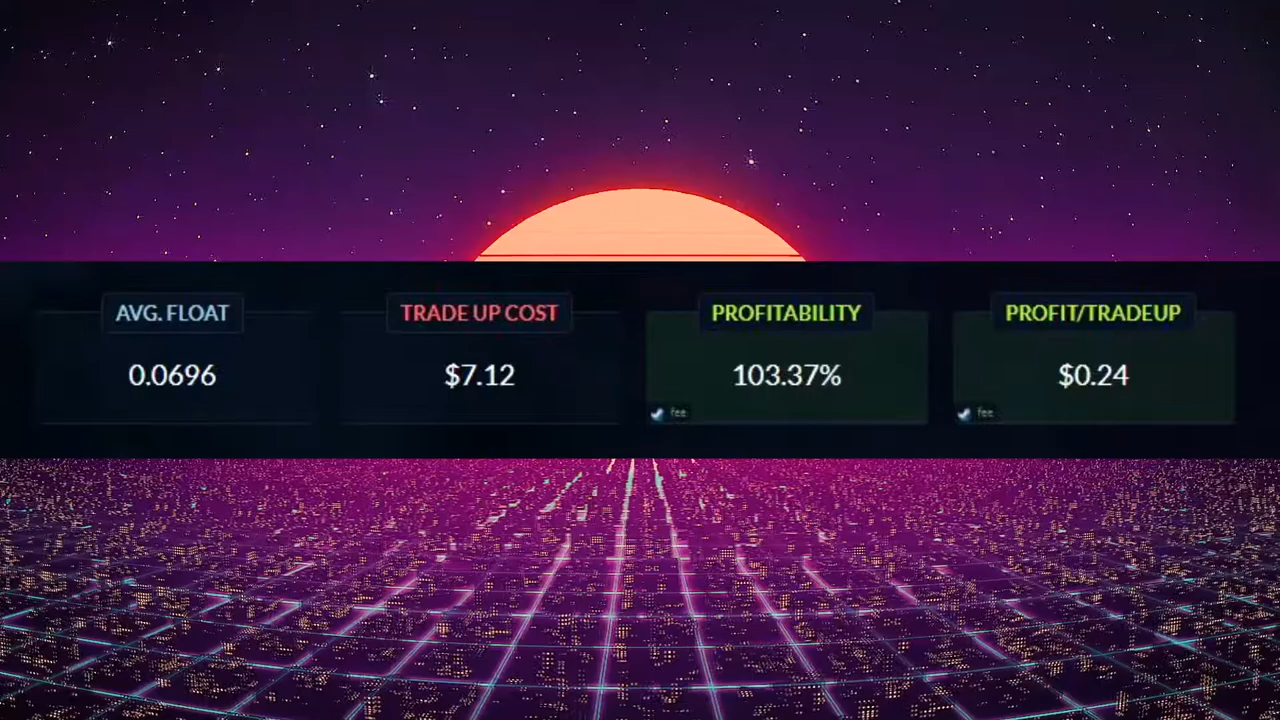 AVG. FLOAT
0.0696
TRADE UP COST
$7.12
PROFITABILITY
103.37%
fee
PROFIT/TRADEUP
$0.24
fee